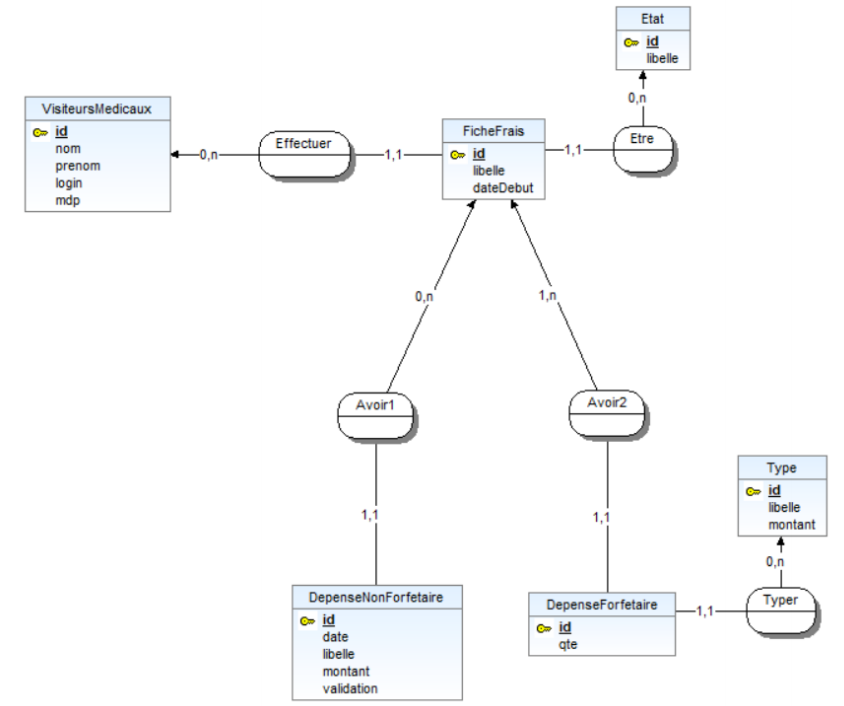 Etat
id
libelle
0,n
VisiteursMedicaux
id
nom
prenom
login
mdp
0,n
Effectuer
1,1
FicheFrais
id
libelle
dateDebut
1,1
Etre
0,n
1,n
Avoir1
Avoir2
1,1
1,1
Type
id
libelle
montant
0,n
DepenseNonForfetaire
id
date
libelle
montant
validation
DepenseForfetaire
id
qte
1,1
Typer